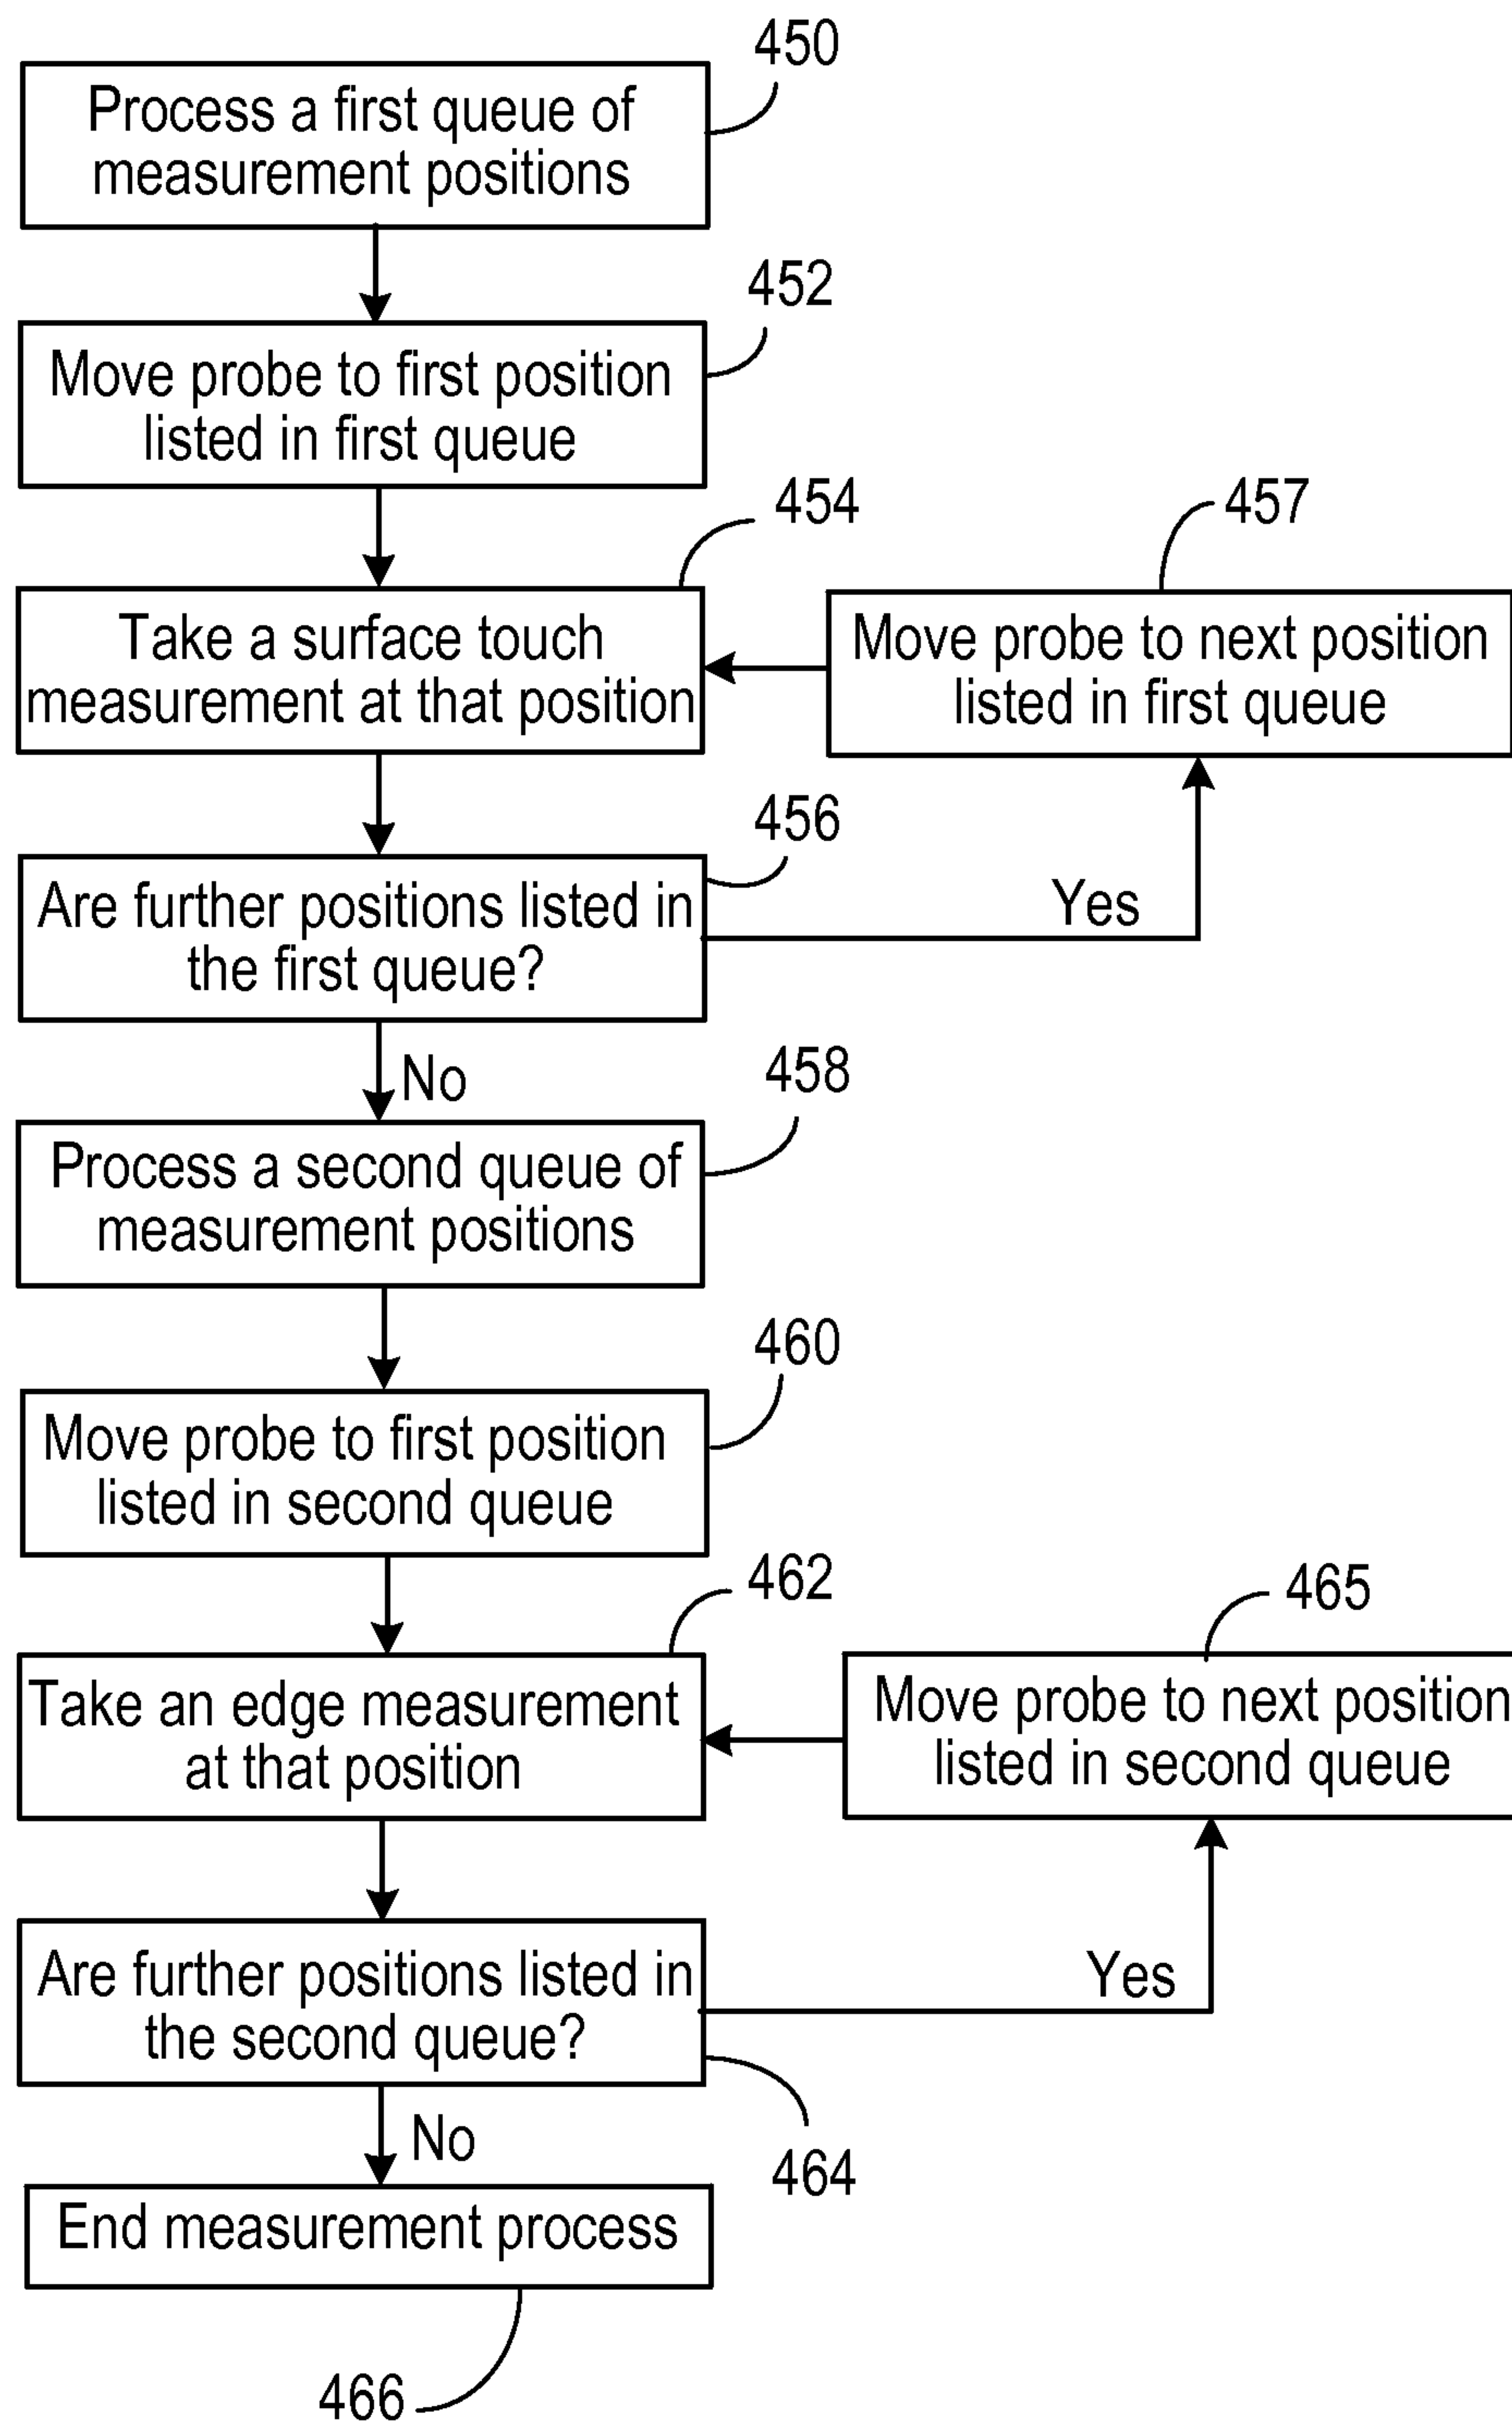 450
Process a first queue of
measurement positions
452
Move probe to first position
listed in first queue
454
Take a surface touch
measurement at that position
457
Move probe to next position
listed in first queue
456
Are further positions listed in
the first queue?
Yes
No
458
Process a second queue of
measurement positions
460
Move probe to first position
listed in second queue
462
Take an edge measurement
at that position
465
Move probe to next position
listed in second queue
Are further positions listed in
the second queue?
Yes
464
No
End measurement process
466